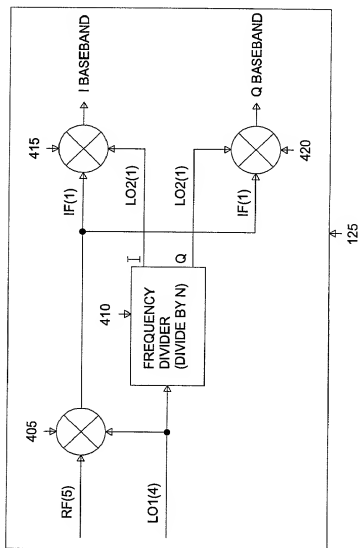 I BASEBAND
Q BASEBAND
415
420
IF(1)
LO2(1)
LO2(1)
IF(1)
I
Q
125
410
FREQUENCY
DIVIDER
(DIVIDE BY N)
405
RF(5)
LO1(4)